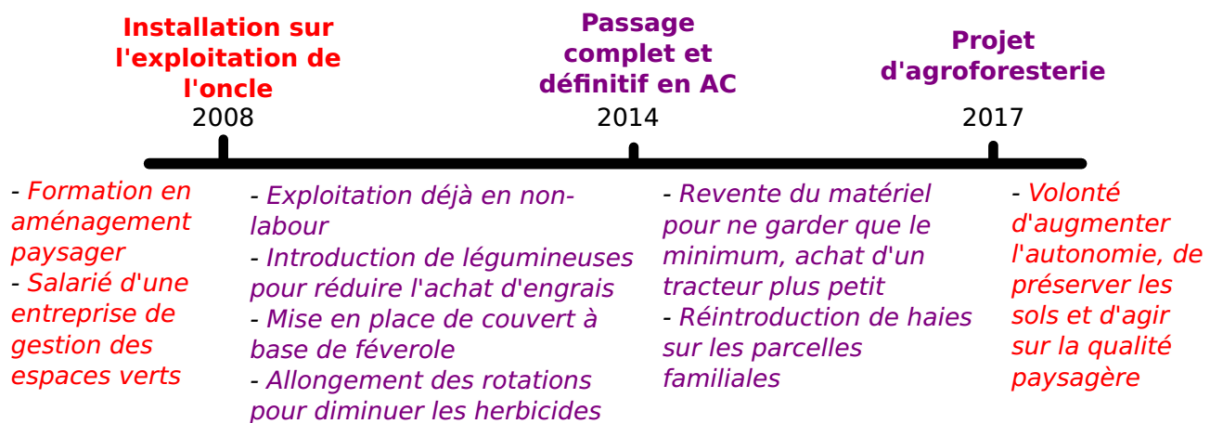 Installation sur
l'exploitation de
l'oncle
2008
Passage
complet et
définitif en AC
2014
Projet
d'agroforesterie
2017
- Formation en
aménagement
paysager
- Salarié d'une
entreprise de
gestion des
espaces verts
- Exploitation déjà en non-
labour
- Introduction de légumineuses
pour réduire l'achat d'engrais
- Mise en place de couvert à
base de féverole
- Allongement des rotations
pour diminuer les herbicides
- Revente du matériel
pour ne garder que le
minimum, achat d'un
tracteur plus petit
- Réintroduction de haies
sur les parcelles
familiales
- Volonté
d'augmenter
l'autonomie, de
préserver les
sols et d'agir
sur la qualité
paysagère